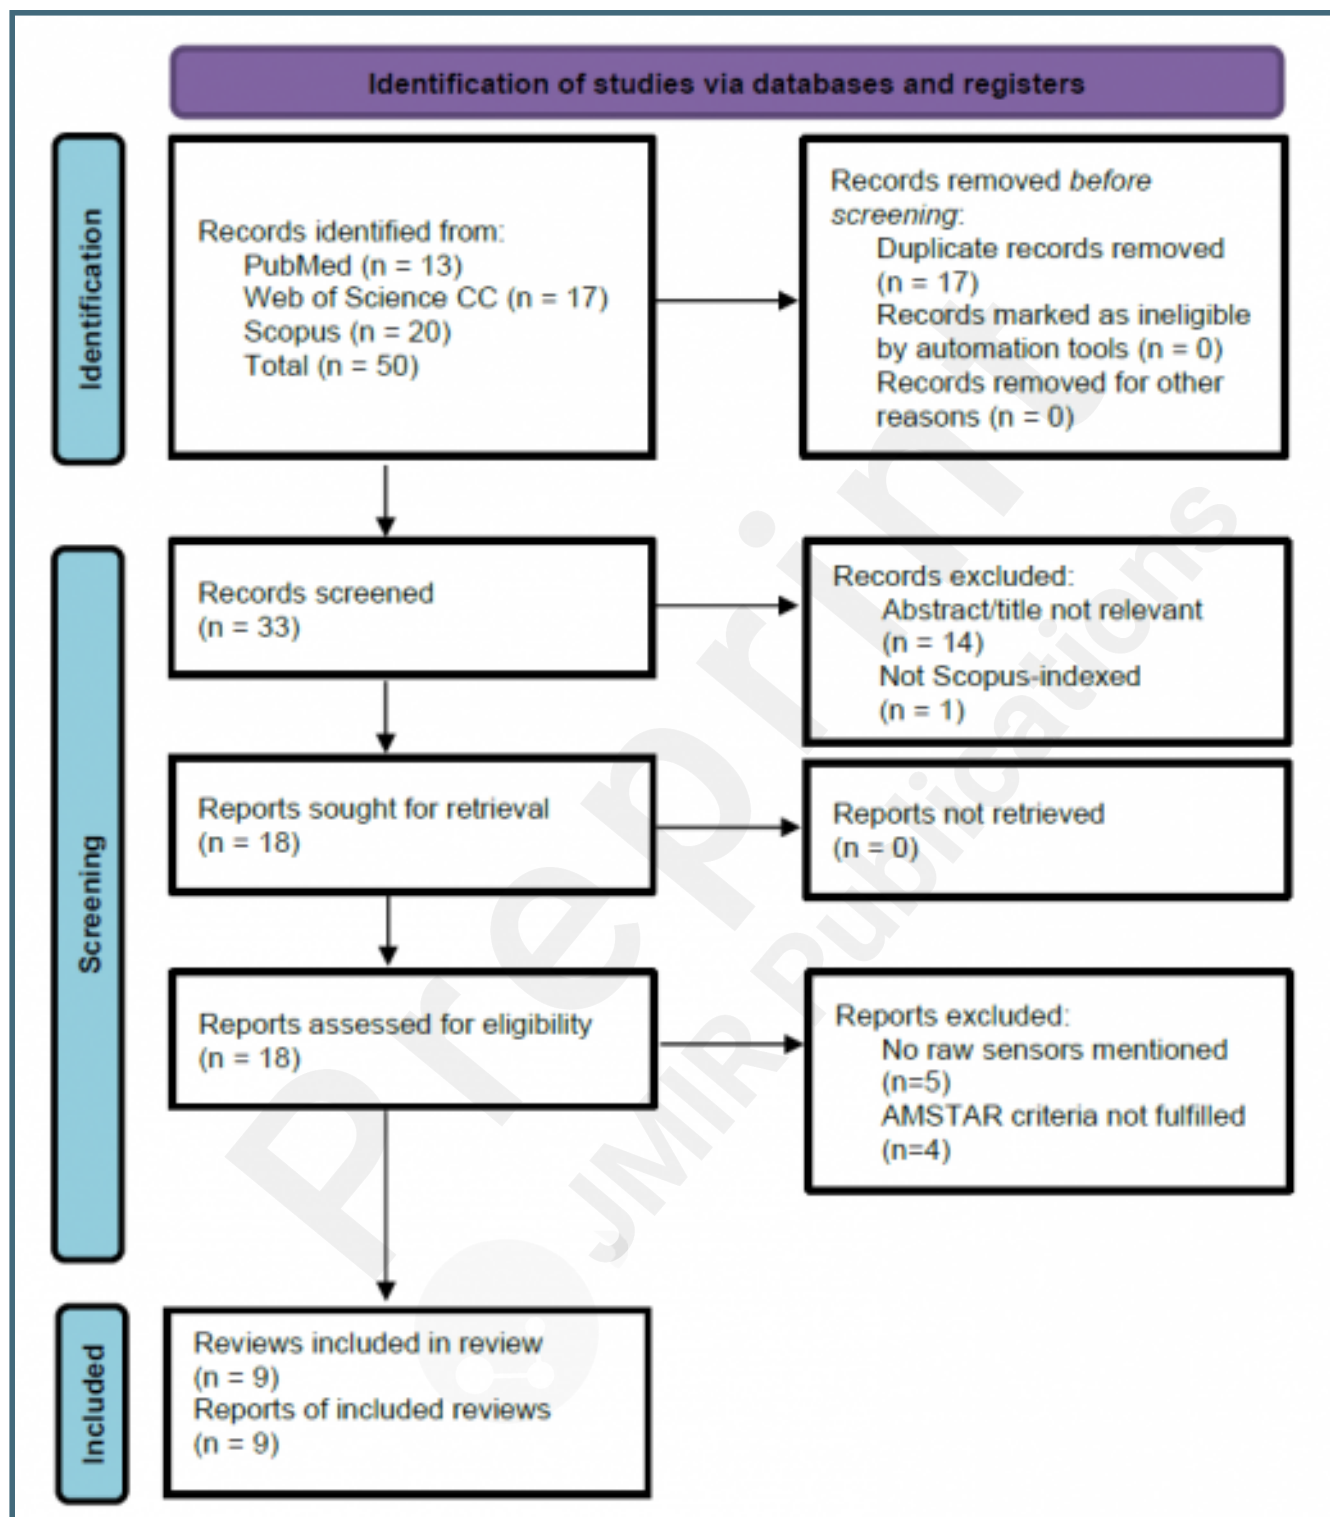 Identification of studies via databases and registers
Identification
Records identified from:
PubMed (n = 13)
Web of Science CC (n = 17)
Scopus (n = 20)
Total (n = 50)
Records removed before
screening:
Duplicate records removed
(n = 17)
Records marked as ineligible
by automation tools (n = 0)
Records removed for other
reasons (n = 0)
Screening
Records screened
(n = 33)
Records excluded:
Abstract/title not relevant
(n = 14)
Not Scopus-indexed
(n = 1)
Reports sought for retrieval
(n = 18)
Reports not retrieved
(n = 0)
Reports assessed for eligibility
(n = 18)
Reports excluded:
No raw sensors mentioned
(n=5)
AMSTAR criteria not fulfilled
(n=4)
Included
Reviews included in review
(n = 9)
Reports of included reviews
(n = 9)
Preprint
JMIR Publications